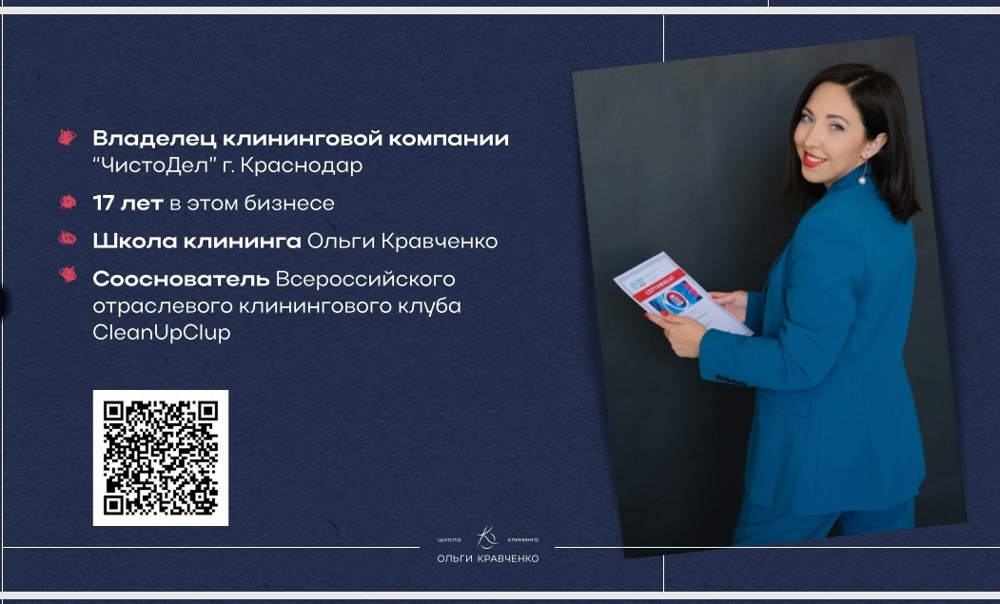 Владелец клининговой компании
“ЧистоДел” г. Краснодар
17 лет в этом бизнесе
Школа клининга Ольги Кравченко
Сооснователь Всероссийского
отраслевого клинингового клуба
CleanUpClup
СЕРТИФИКАТ
школа клининга
ОЛЬГИ КРАВЧЕНКО